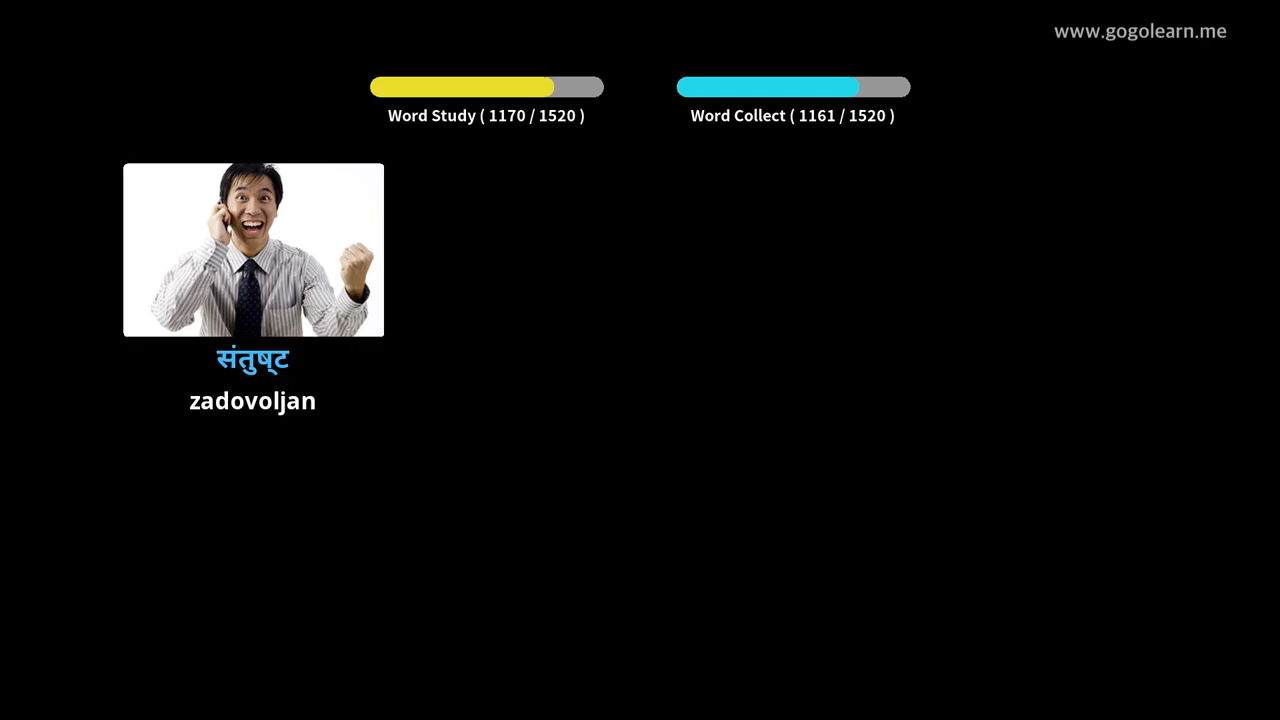 www.gogolearn.me
Word Study ( 1170 / 1520 )
Word Collect ( 1161 / 1520 )
संतुष्‍ट
zadovoljan